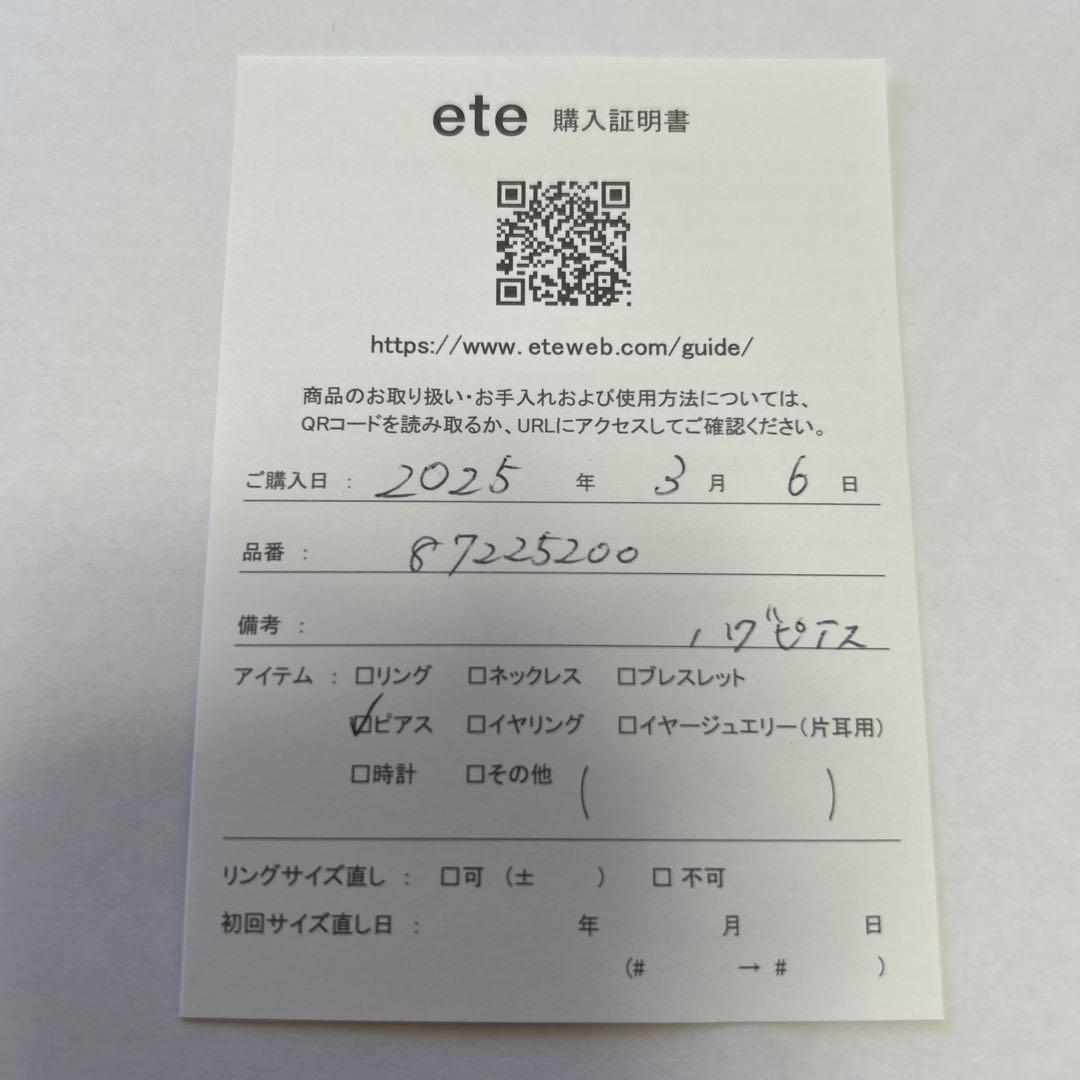 ete 購入証明書
https://www.eteweb.com/guide/
商品のお取り扱い・お手入れおよび使用方法については、
QRコードを読み取るか、URLにアクセスしてご確認ください。
ご購入日 : 2025 年 3 月 6 日
品番 : 87225200
備考 : ハグピアス
アイテム : □リング □ネックレス □ブレスレット
☑ピアス □イヤリング □イヤージュエリー(片耳用)
□時計 □その他 ( )
リングサイズ直し : □可 (± ) □ 不可
初回サイズ直し日 : 年 月 日
(# → # )